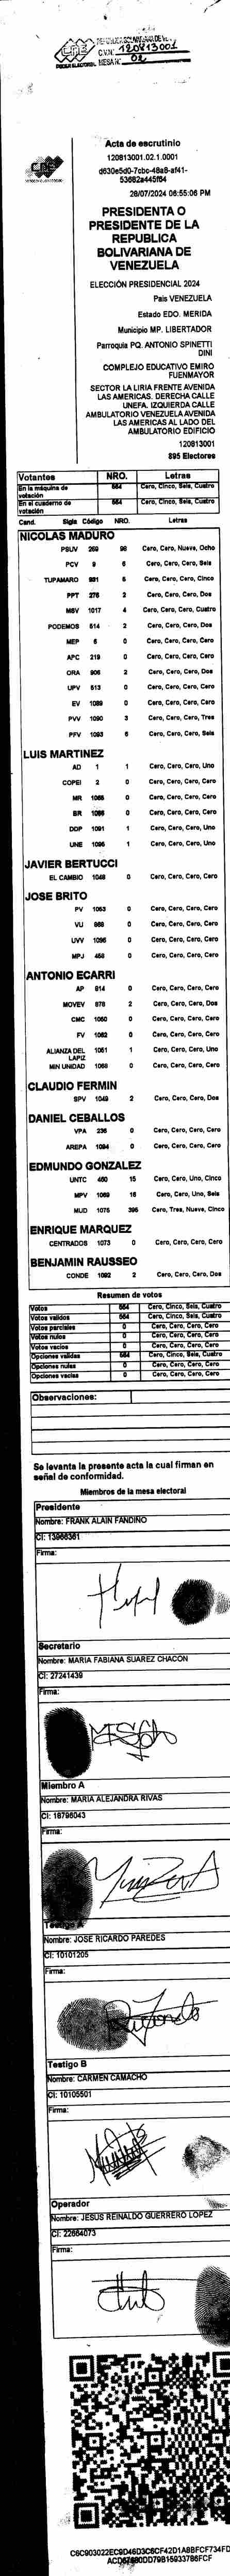 CNE
PODER ELECTORAL
C.V.Nº: 120813001
MESA Nº: 02
Acta de escrutinio
120813001.02.1.0001
d630e5d0-7cbc-48a8-af41-
53682a445f64
28/07/2024 06:55:06 PM
PRESIDENTA O
PRESIDENTE DE LA
REPUBLICA
BOLIVARIANA DE
VENEZUELA
ELECCIÓN PRESIDENCIAL 2024
Pais VENEZUELA
Estado EDO. MERIDA
Municipio MP. LIBERTADOR
Parroquia PQ. ANTONIO SPINETTI
DINI
COMPLEJO EDUCATIVO EMIRO
FUENMAYOR
SECTOR LA LIRIA FRENTE AVENIDA
LAS AMERICAS. DERECHA CALLE
UNEFA. IZQUIERDA CALLE
AMBULATORIO VENEZUELA AVENIDA
LAS AMERICAS AL LADO DEL
AMBULATORIO EDIFICIO
120813001
895 Electores
Votantes NRO. Letras
En la máquina de votación 564 Cero, Cinco, Seis, Cuatro
En el cuaderno de votación 564 Cero, Cinco, Seis, Cuatro
Cand. Sigla Código NRO. Letras
NICOLAS MADURO
PSUV 269 98 Cero, Cero, Nueve, Ocho
PCV 9 6 Cero, Cero, Cero, Seis
TUPAMARO 931 5 Cero, Cero, Cero, Cinco
PPT 276 2 Cero, Cero, Cero, Dos
MSV 1017 4 Cero, Cero, Cero, Cuatro
PODEMOS 514 2 Cero, Cero, Cero, Dos
MEP 6 0 Cero, Cero, Cero, Cero
APC 219 0 Cero, Cero, Cero, Cero
ORA 906 2 Cero, Cero, Cero, Dos
UPV 513 0 Cero, Cero, Cero, Cero
EV 1089 0 Cero, Cero, Cero, Cero
PVV 1090 3 Cero, Cero, Cero, Tres
PFV 1093 6 Cero, Cero, Cero, Seis
LUIS MARTINEZ
AD 1 1 Cero, Cero, Cero, Uno
COPEI 2 0 Cero, Cero, Cero, Cero
MR 1066 0 Cero, Cero, Cero, Cero
BR 1086 0 Cero, Cero, Cero, Cero
DDP 1091 1 Cero, Cero, Cero, Uno
UNE 1096 1 Cero, Cero, Cero, Uno
JAVIER BERTUCCI
EL CAMBIO 1048 0 Cero, Cero, Cero, Cero
JOSE BRITO
PV 1063 0 Cero, Cero, Cero, Cero
VU 868 0 Cero, Cero, Cero, Cero
UVV 1095 0 Cero, Cero, Cero, Cero
MPJ 458 0 Cero, Cero, Cero, Cero
ANTONIO ECARRI
AP 814 0 Cero, Cero, Cero, Cero
MOVEV 878 2 Cero, Cero, Cero, Dos
CMC 1060 0 Cero, Cero, Cero, Cero
FV 1082 0 Cero, Cero, Cero, Cero
ALIANZA DEL LAPIZ 1051 1 Cero, Cero, Cero, Uno
MIN UNIDAD 1068 0 Cero, Cero, Cero, Cero
CLAUDIO FERMIN
SPV 1049 2 Cero, Cero, Cero, Dos
DANIEL CEBALLOS
VPA 236 0 Cero, Cero, Cero, Cero
AREPA 1094 0 Cero, Cero, Cero, Cero
EDMUNDO GONZALEZ
UNTC 460 15 Cero, Cero, Uno, Cinco
MPV 1069 16 Cero, Cero, Uno, Seis
MUD 1075 395 Cero, Tres, Nueve, Cinco
ENRIQUE MARQUEZ
CENTRADOS 1073 0 Cero, Cero, Cero, Cero
BENJAMIN RAUSSEO
CONDE 1092 2 Cero, Cero, Cero, Dos
Resumen de votos
Votos 564 Cero, Cinco, Seis, Cuatro
Votos validos 564 Cero, Cinco, Seis, Cuatro
Votos parciales 0 Cero, Cero, Cero, Cero
Votos nulos 0 Cero, Cero, Cero, Cero
Votos vacios 0 Cero, Cero, Cero, Cero
Opciones validas 564 Cero, Cinco, Seis, Cuatro
Opciones nulas 0 Cero, Cero, Cero, Cero
Opciones vacias 0 Cero, Cero, Cero, Cero
Observaciones:
Se levanta la presente acta la cual firman en
señal de conformidad.
Miembros de la mesa electoral
Presidente
Nombre: FRANK ALAIN FANDIÑO
CI: 13966361
Firma:
Secretario
Nombre: MARIA FABIANA SUAREZ CHACON
CI: 27241439
Firma:
Miembro A
Nombre: MARIA ALEJANDRA RIVAS
CI: 18796043
Firma:
Testigo A
Nombre: JOSE RICARDO PAREDES
CI: 10101205
Firma:
Testigo B
Nombre: CARMEN CAMACHO
CI: 10105501
Firma:
Operador
Nombre: JESUS REINALDO GUERRERO LOPEZ
CI: 22664073
Firma: